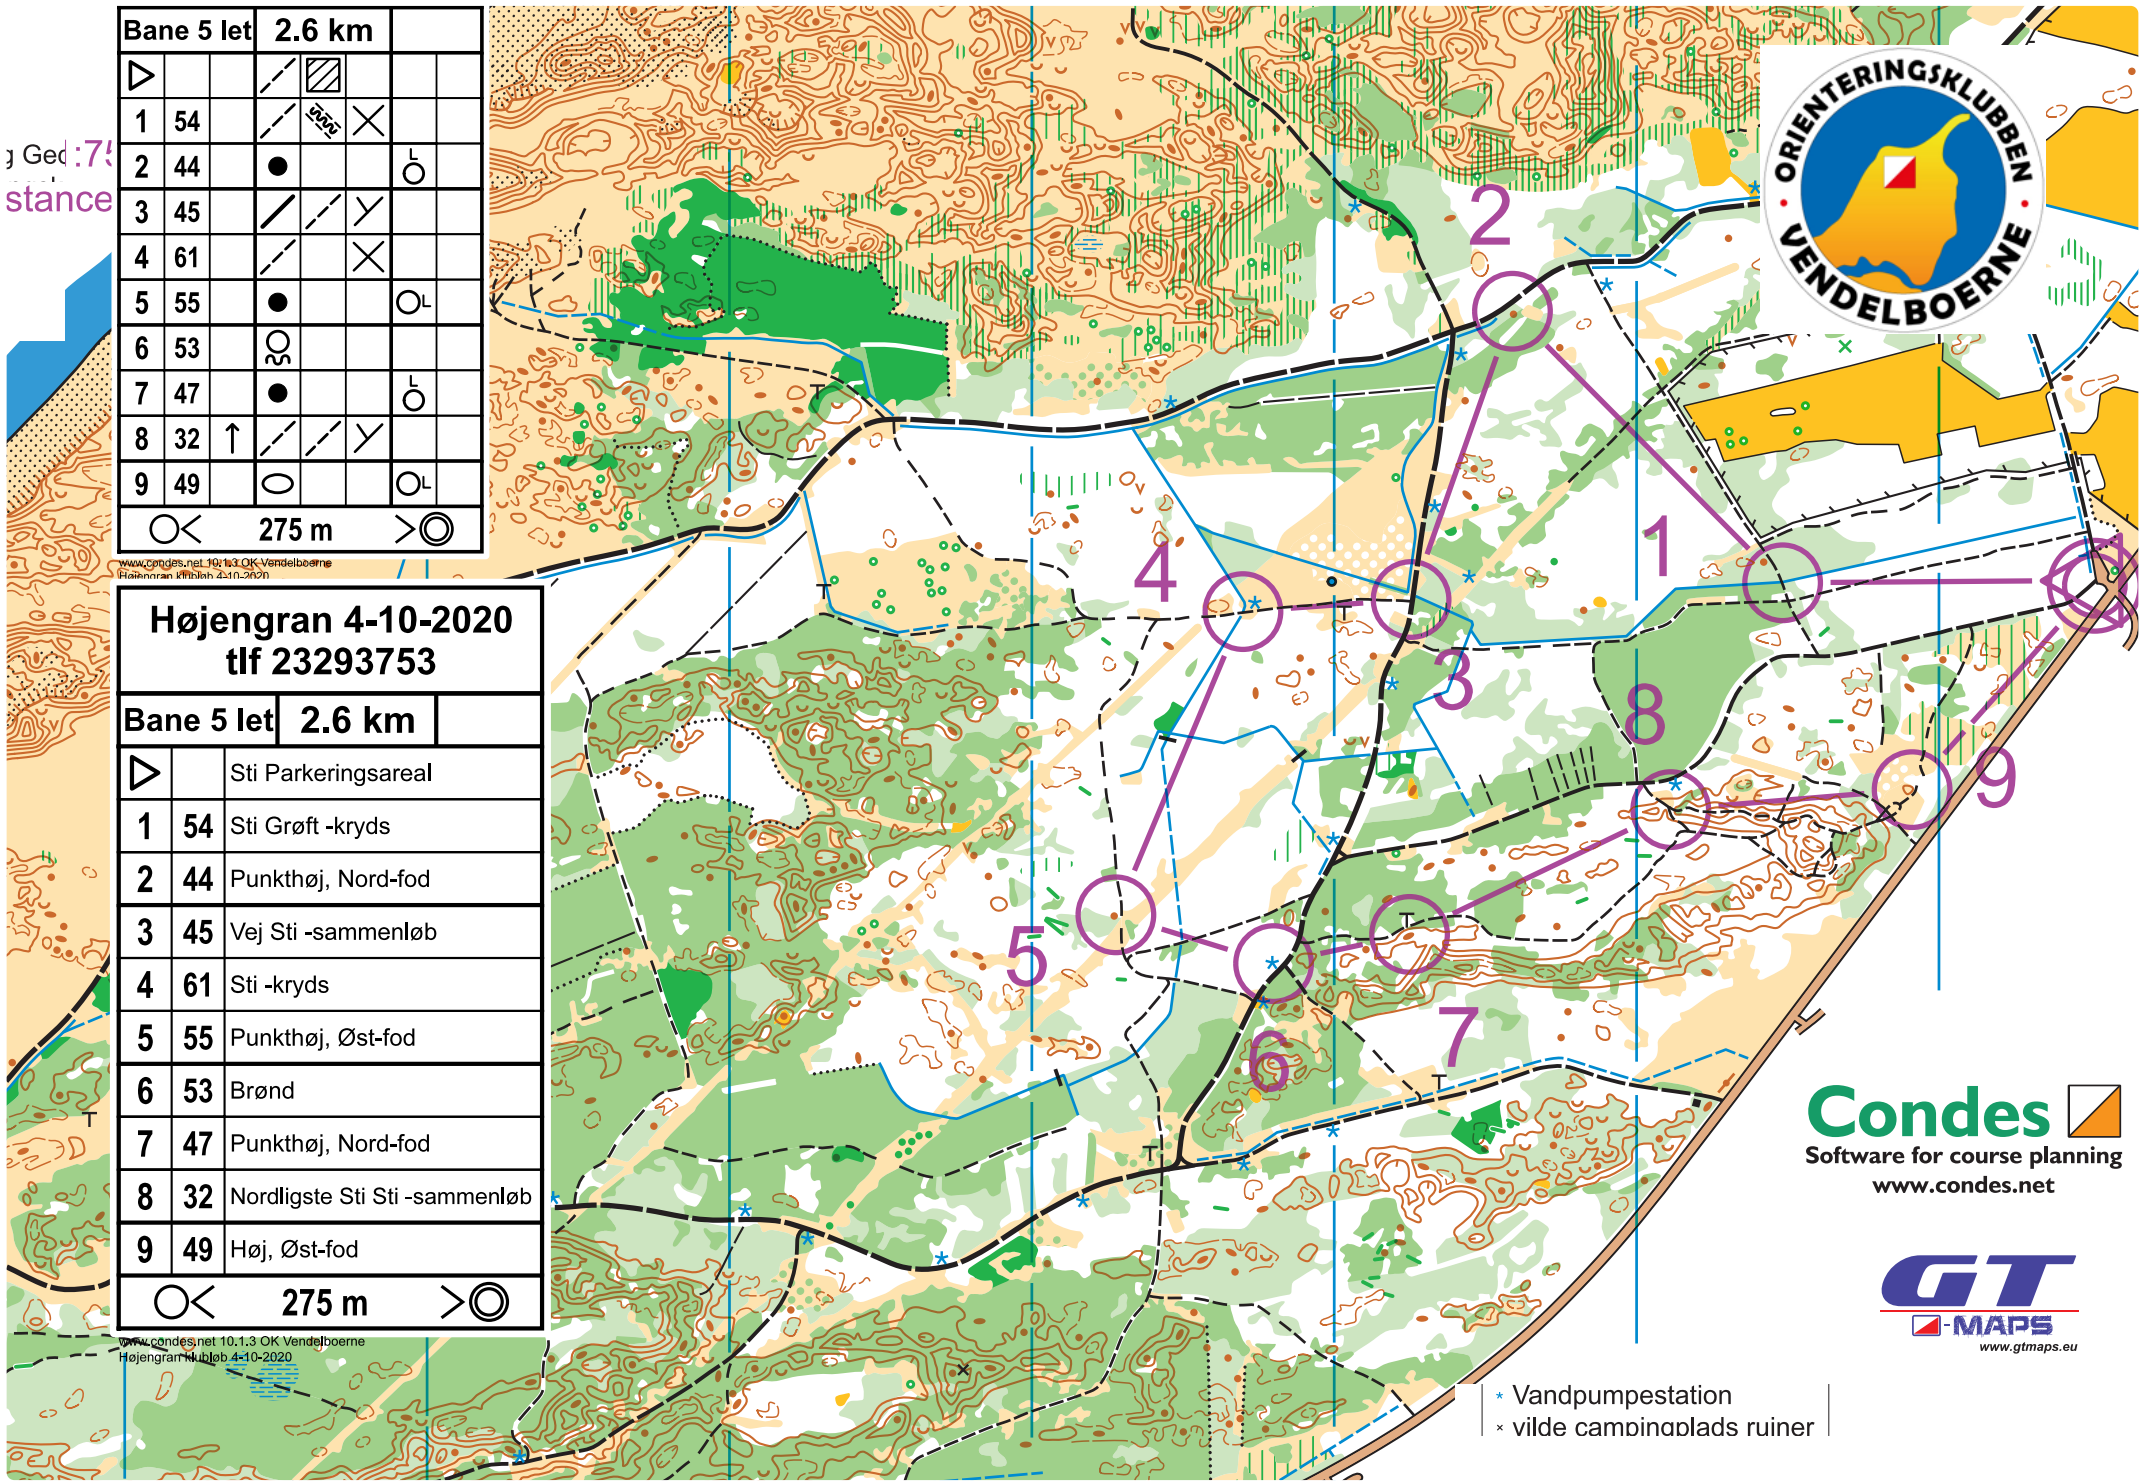 Bane 5 let 2.6 km
1 54
2 44
3 45
4 61
5 55
6 53
7 47
8 32
9 49
275 m
www.condes.net 10.1.3 OK Vendelboerne
Højengran klubløb 4-10-2020
:75
stance
Højengran 4-10-2020
tlf 23293753
Bane 5 let 2.6 km
Sti Parkeringsareal
1 54 Sti Grøft -kryds
2 44 Punkthøj, Nord-fod
3 45 Vej Sti -sammenløb
4 61 Sti -kryds
5 55 Punkthøj, Øst-fod
6 53 Brønd
7 47 Punkthøj, Nord-fod
8 32 Nordligste Sti Sti -sammenløb
9 49 Høj, Øst-fod
275 m
www.condes.net 10.1.3 OK Vendelboerne
Højengran klubløb 4-10-2020
ORIENTERINGSKLUBBEN
VENDELBOERNE
2
1
4
3
8
9
5
7
6
Condes
Software for course planning
www.condes.net
GT
-MAPS
www.gtmaps.eu
* Vandpumpestation
× vilde campingplads ruiner